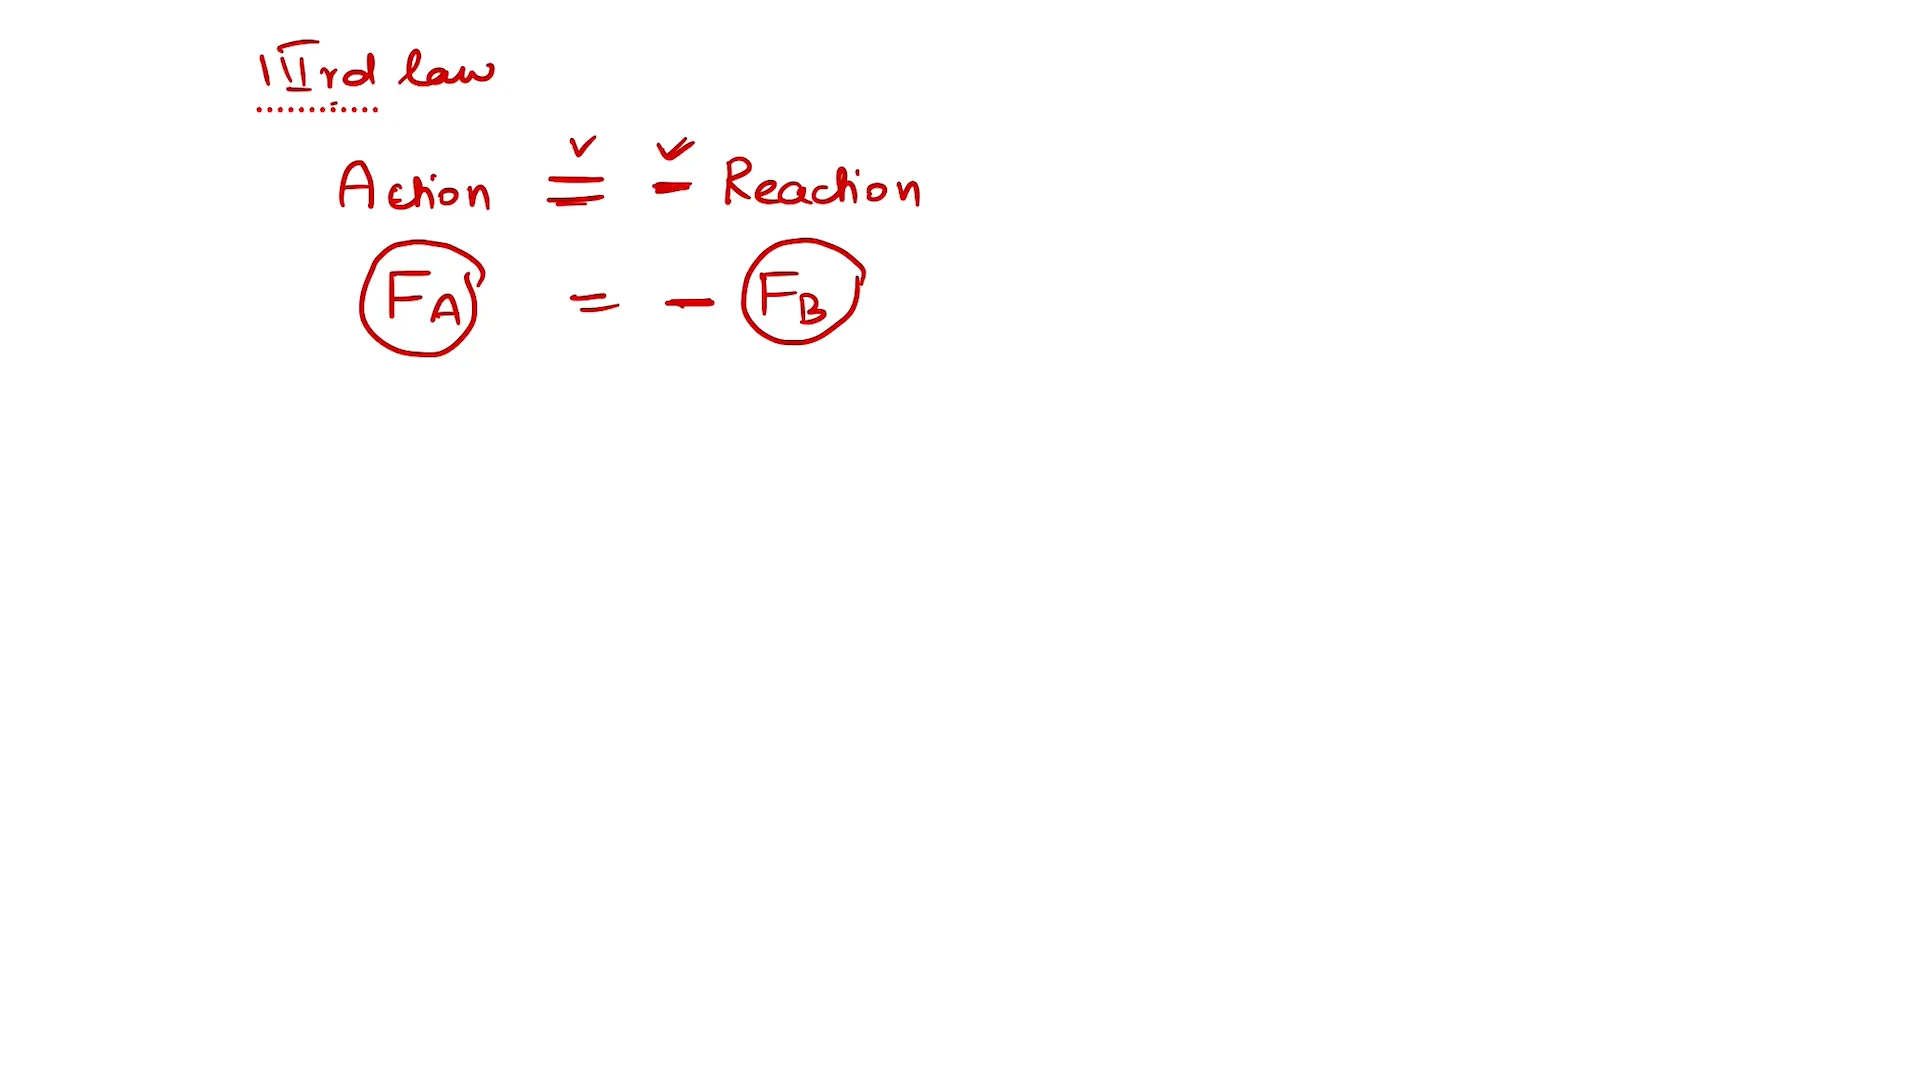 IIIrd law
Action = - Reaction
FA = - FB